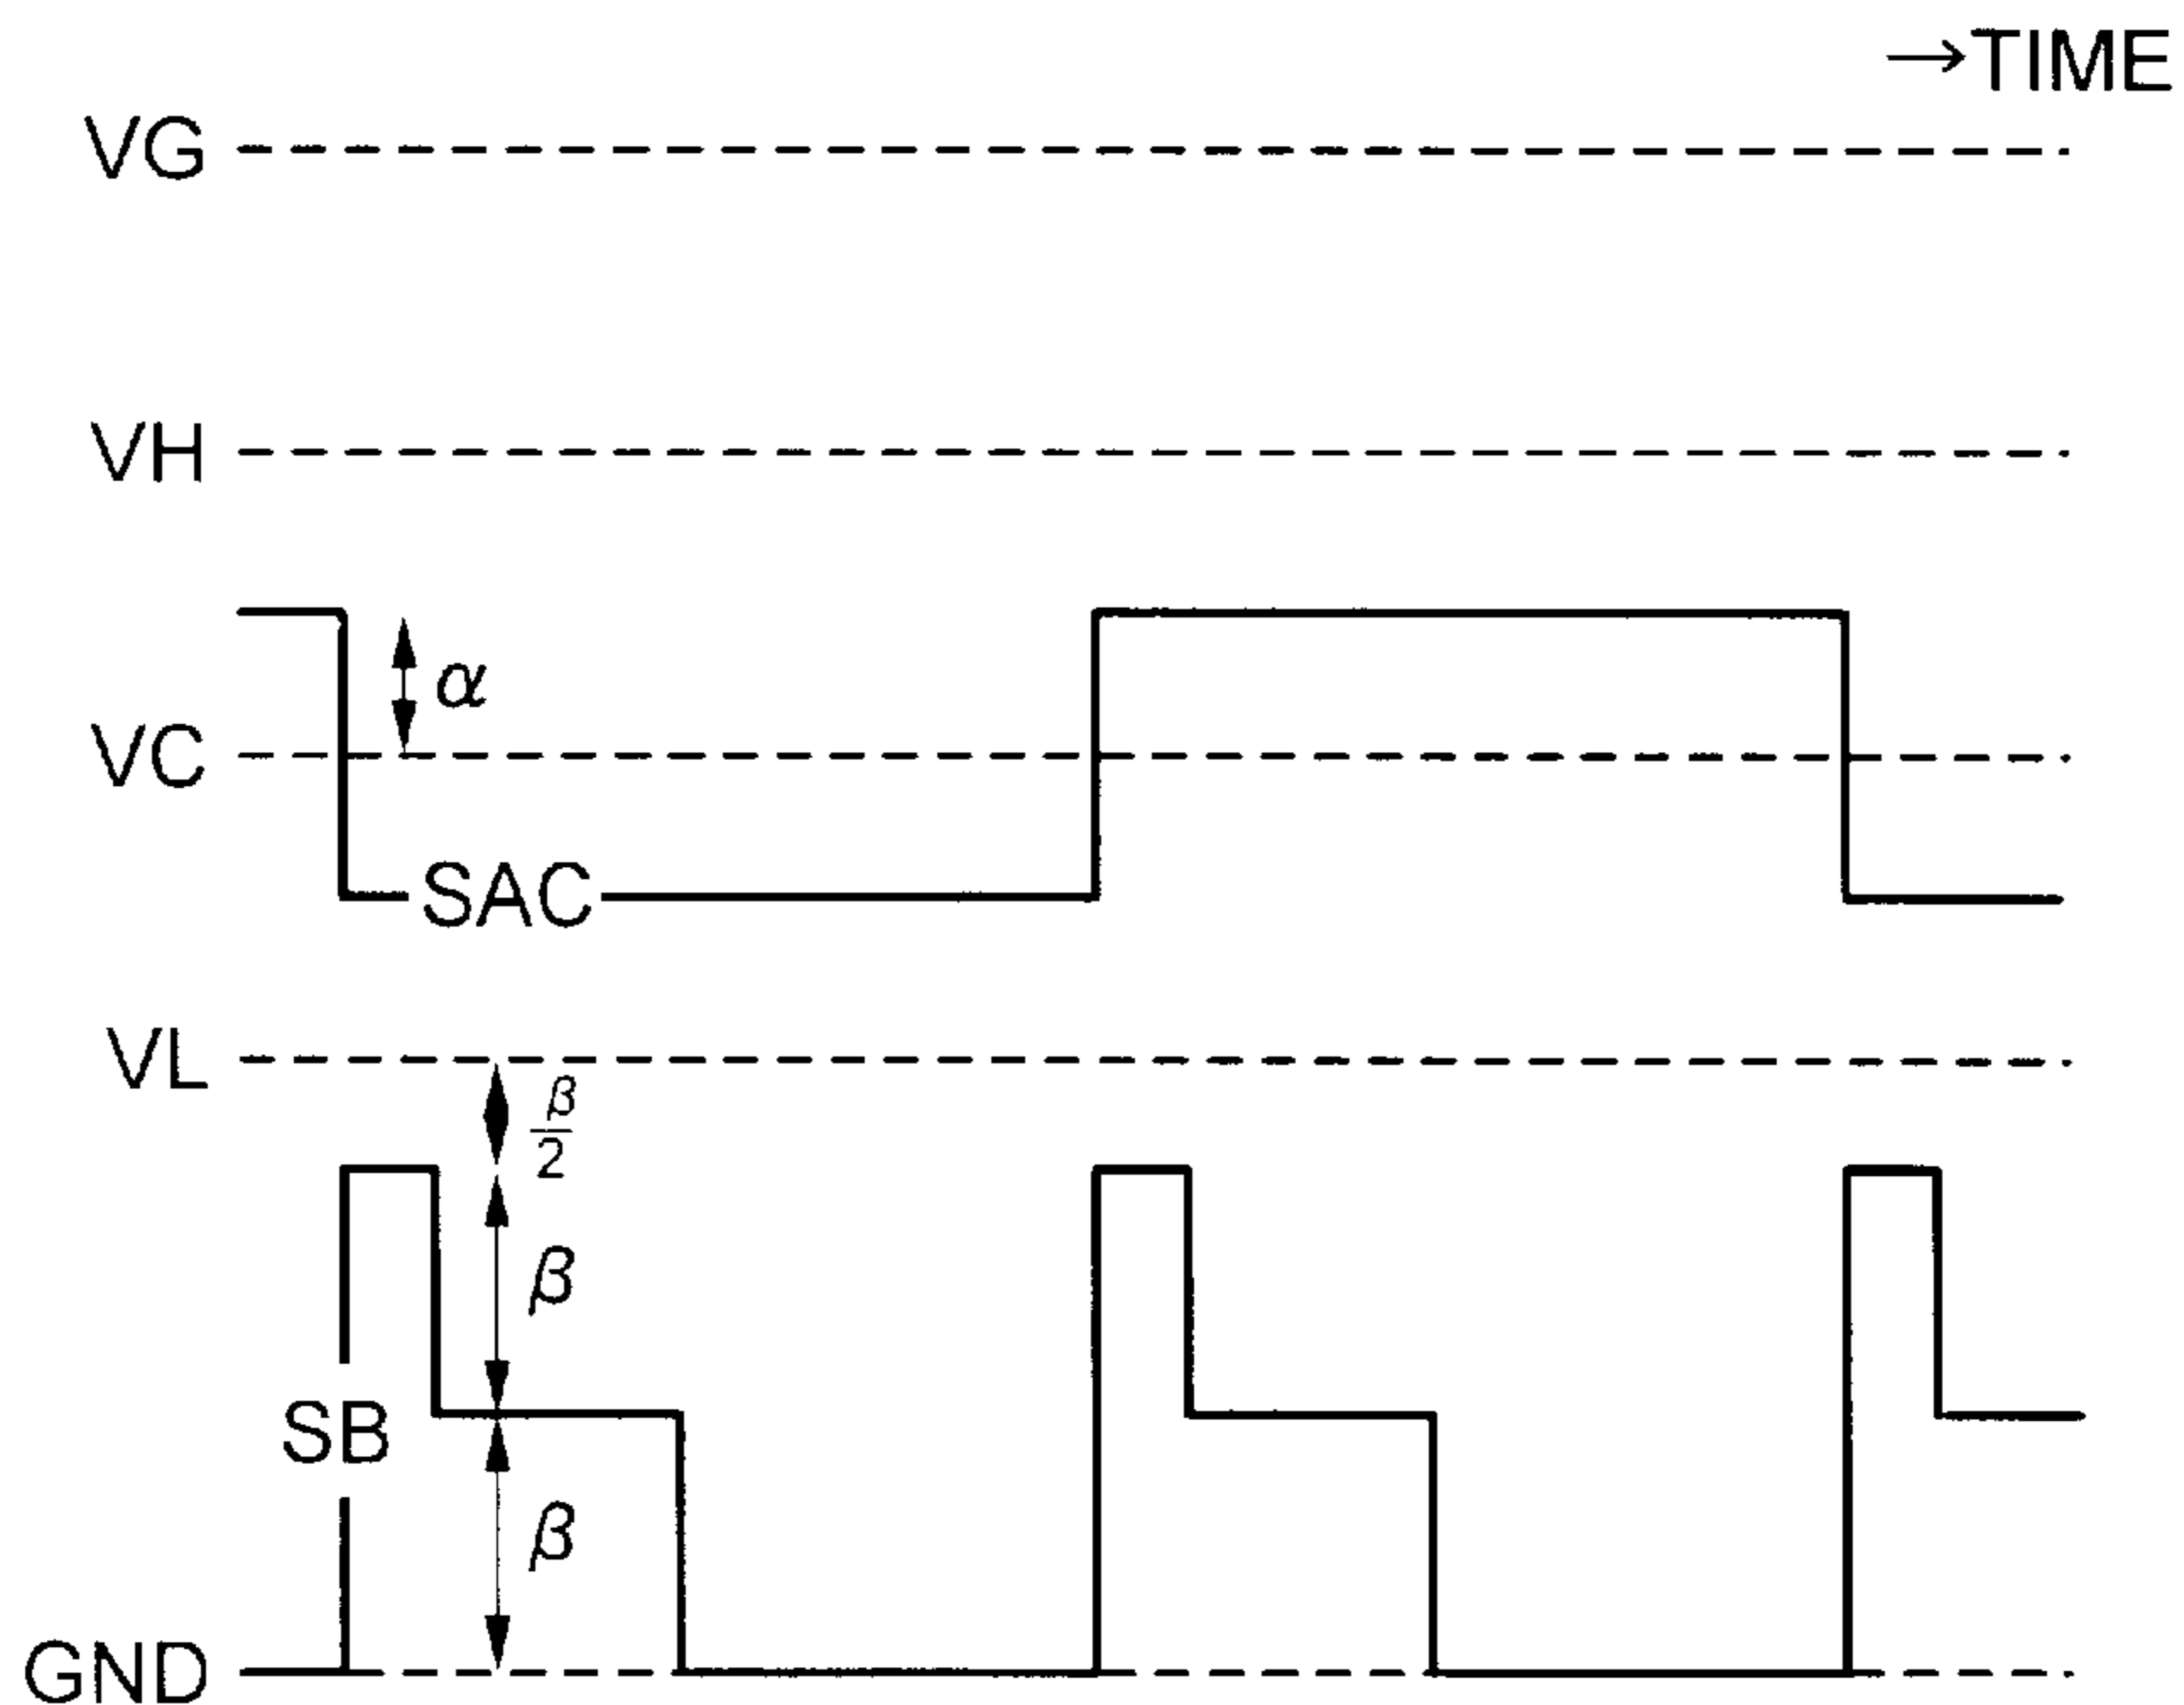 →TIME
VG
VH
α
VC
SAC
VL
β
2
β
SB
β
GND